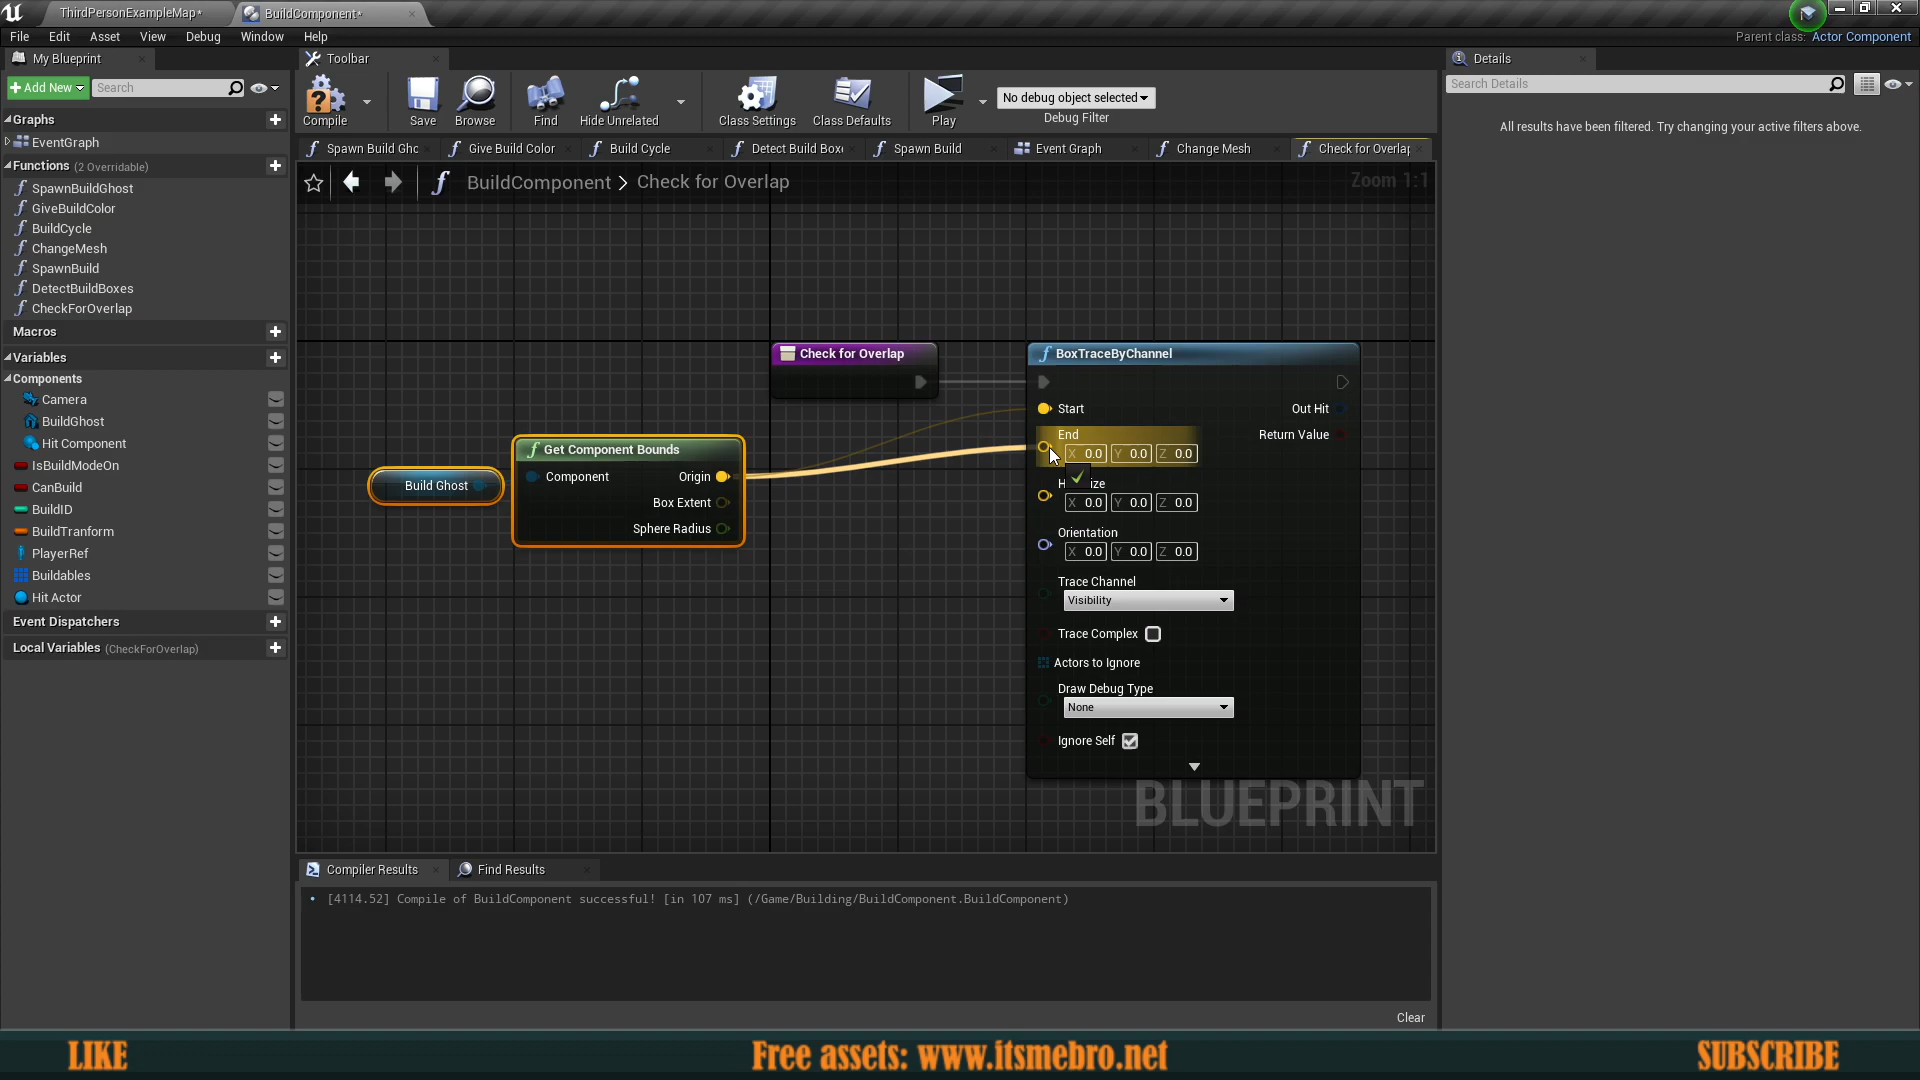 ThirdPersonExampleMap*
BuildComponent*
File Edit Asset View Debug Window Help
Parent class: Actor Component
My Blueprint
Toolbar
Details
+ Add New
Search
Compile
Save
Browse
Find
Hide Unrelated
Class Settings
Class Defaults
Play
No debug object selected
Debug Filter
Search Details
All results have been filtered. Try changing your active filters above.
Graphs
EventGraph
Functions (2 Overridable)
SpawnBuildGhost
GiveBuildColor
BuildCycle
ChangeMesh
SpawnBuild
DetectBuildBoxes
CheckForOverlap
Macros
Variables
Components
Camera
BuildGhost
Hit Component
IsBuildModeOn
CanBuild
BuildID
BuildTranform
PlayerRef
Buildables
Hit Actor
Event Dispatchers
Local Variables (CheckForOverlap)
Spawn Build Ghc
Give Build Color
Build Cycle
Detect Build Boxe
Spawn Build
Event Graph
Change Mesh
Check for Overlap
BuildComponent > Check for Overlap
Zoom 1:1
Check for Overlap
BoxTraceByChannel
Start
Out Hit
End
Return Value
X 0.0 Y 0.0 Z 0.0
X 0.0 Y 0.0 Z 0.0
Orientation
X 0.0 Y 0.0 Z 0.0
Trace Channel
Visibility
Trace Complex
Actors to Ignore
Draw Debug Type
None
Ignore Self
Build Ghost
Get Component Bounds
Component
Origin
Box Extent
Sphere Radius
BLUEPRINT
Compiler Results
Find Results
• [4114.52] Compile of BuildComponent successful! [in 107 ms] (/Game/Building/BuildComponent.BuildComponent)
Clear
LIKE
Free assets: www.itsmebro.net
SUBSCRIBE